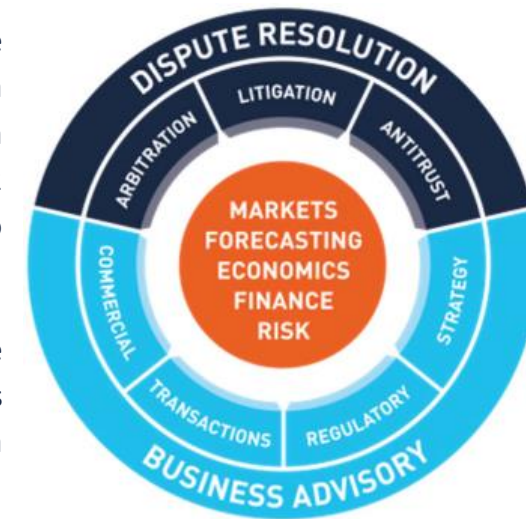 DISPUTE RESOLUTION
ARBITRATION
LITIGATION
ANTITRUST
MARKETS
FORECASTING
ECONOMICS
FINANCE
RISK
COMMERCIAL
STRATEGY
TRANSACTIONS
REGULATORY
BUSINESS ADVISORY